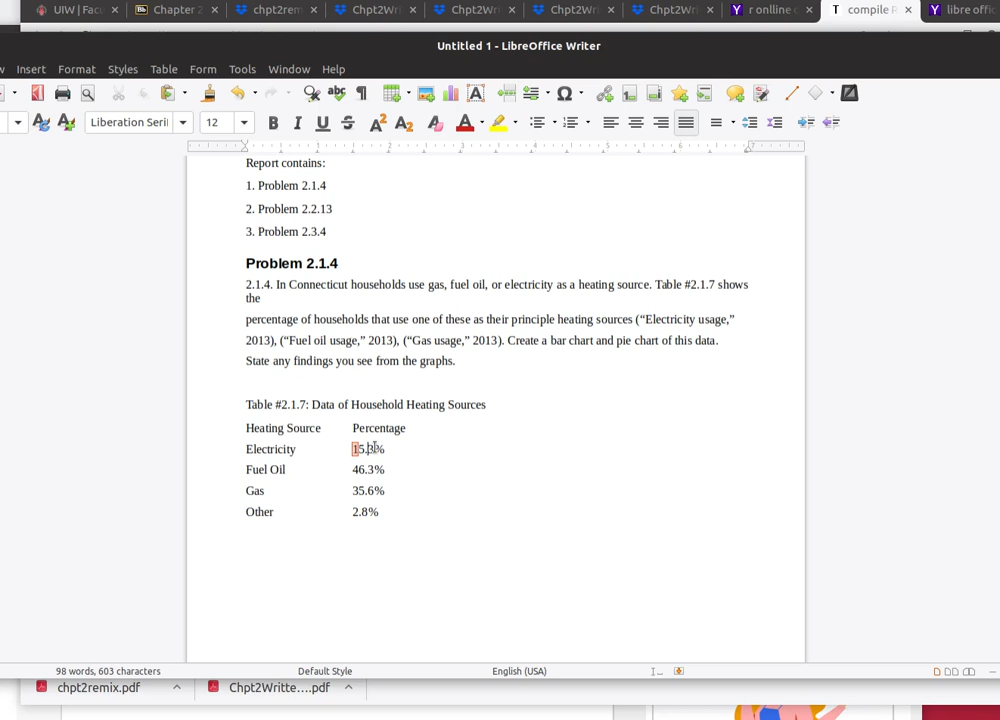 UIW | Facu
Bb Chapter 2
chpt2rem
Chpt2Wri
Chpt2Wri
Chpt2Wri
Chpt2Wri
r onlline c
T compile R
libre offic
Untitled 1 - LibreOffice Writer
w Insert Format Styles Table Form Tools Window Help
Liberation Seri 12
Report contains:
1. Problem 2.1.4
2. Problem 2.2.13
3. Problem 2.3.4
Problem 2.1.4
2.1.4. In Connecticut households use gas, fuel oil, or electricity as a heating source. Table #2.1.7 shows
the
percentage of households that use one of these as their principle heating sources (“Electricity usage,”
2013), (“Fuel oil usage,” 2013), (“Gas usage,” 2013). Create a bar chart and pie chart of this data.
State any findings you see from the graphs.
Table #2.1.7: Data of Household Heating Sources
Heating Source Percentage
Electricity 15.3%
Fuel Oil 46.3%
Gas 35.6%
Other 2.8%
98 words, 603 characters Default Style English (USA)
chpt2remix.pdf Chpt2Writte....pdf